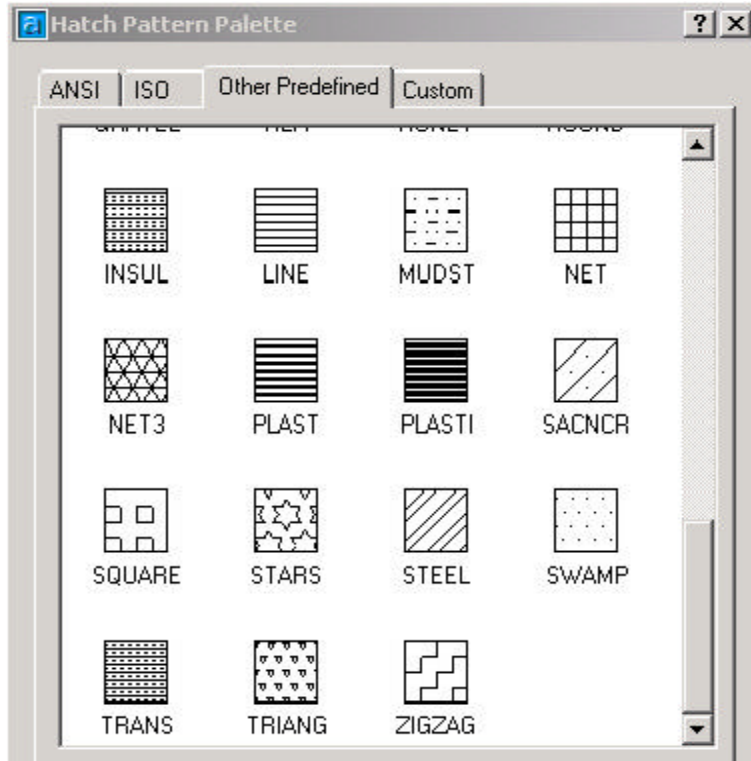 Hatch Pattern Palette
ANSI ISO Other Predefined Custom
INSUL LINE MUDST NET
NET3 PLAST PLASTI SACNCR
SQUARE STARS STEEL SWAMP
TRANS TRIANG ZIGZAG